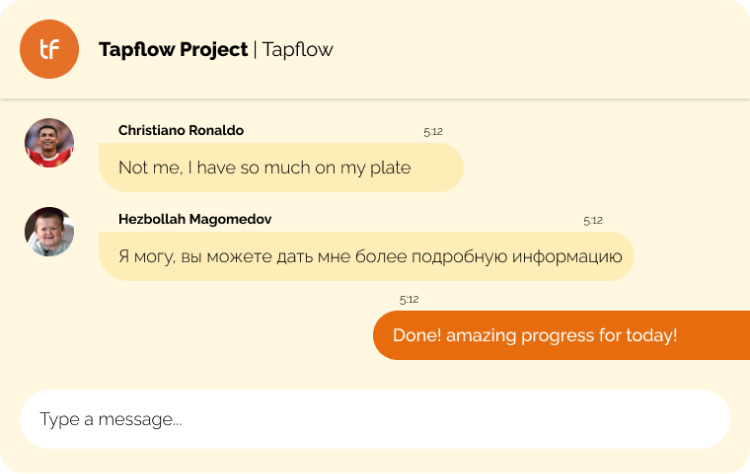 tf
Tapflow Project | Tapflow
Christiano Ronaldo 5:12
Not me, I have so much on my plate
Hezbollah Magomedov 5:12
Я могу, вы можете дать мне более подробную информацию
5:12
Done! amazing progress for today!
Type a message...